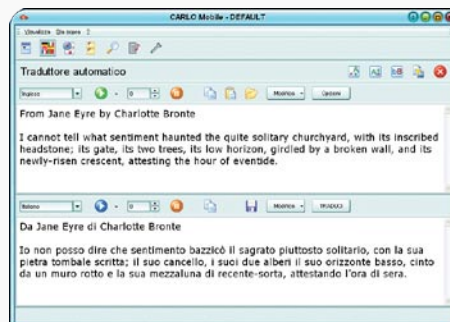 CARLO Mobile - DEFAULT
Visualizza
?
Traduttore automatico
Inglese - 0 Modifica Opzioni
From Jane Eyre by Charlotte Bronte
I cannot tell what sentiment haunted the quite solitary churchyard, with its inscribed
headstone; its gate, its two trees, its low horizon, girdled by a broken wall, and its
newly-risen crescent, attesting the hour of eventide.
Italiano - 0 Modifica TRADUCI
Da Jane Eyre di Charlotte Bronte
Io non posso dire che sentimento bazzicò il sagrato piuttosto solitario, con la sua
pietra tombale scritta; il suo cancello, i suoi due alberi il suo orizzonte basso, cinto
da un muro rotto e la sua mezzaluna di recente-sorta, attestando l'ora di sera.